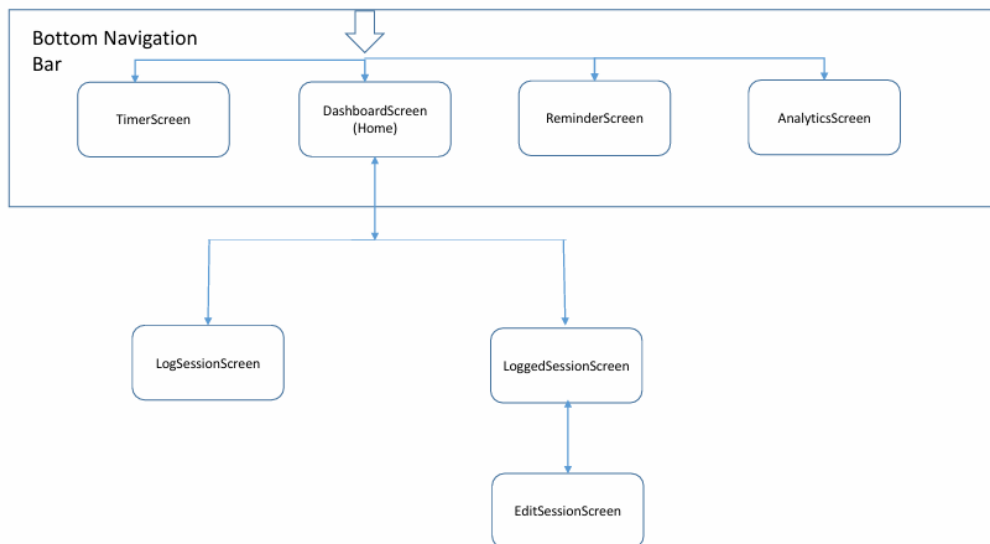 Bottom Navigation
Bar
TimerScreen
DashboardScreen
(Home)
ReminderScreen
AnalyticsScreen
LogSessionScreen
LoggedSessionScreen
EditSessionScreen